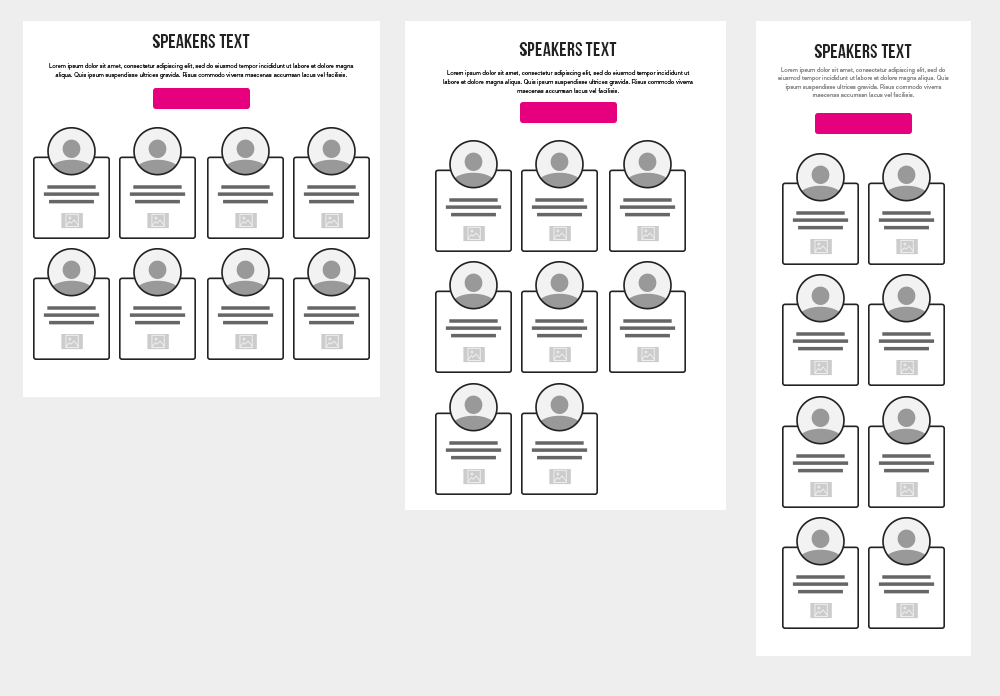 SPEAKERS TEXT
Lorem ipsum dolor sit amet, consectetur adipiscing elit, sed do eiusmod tempor incididunt ut labore et dolore magna
aliqua. Quis ipsum suspendisse ultrices gravida. Risus commodo viverra maecenas accumsan lacus vel facilisis.
SPEAKERS TEXT
Lorem ipsum dolor sit amet, consectetur adipiscing elit, sed do eiusmod tempor incididunt ut
labore et dolore magna aliqua. Quis ipsum suspendisse ultrices gravida. Risus commodo viverra
maecenas accumsan lacus vel facilisis.
SPEAKERS TEXT
Lorem ipsum dolor sit amet, consectetur adipiscing elit, sed do
eiusmod tempor incididunt ut labore et dolore magna aliqua. Quis
ipsum suspendisse ultrices gravida. Risus commodo viverra
maecenas accumsan lacus vel facilisis.